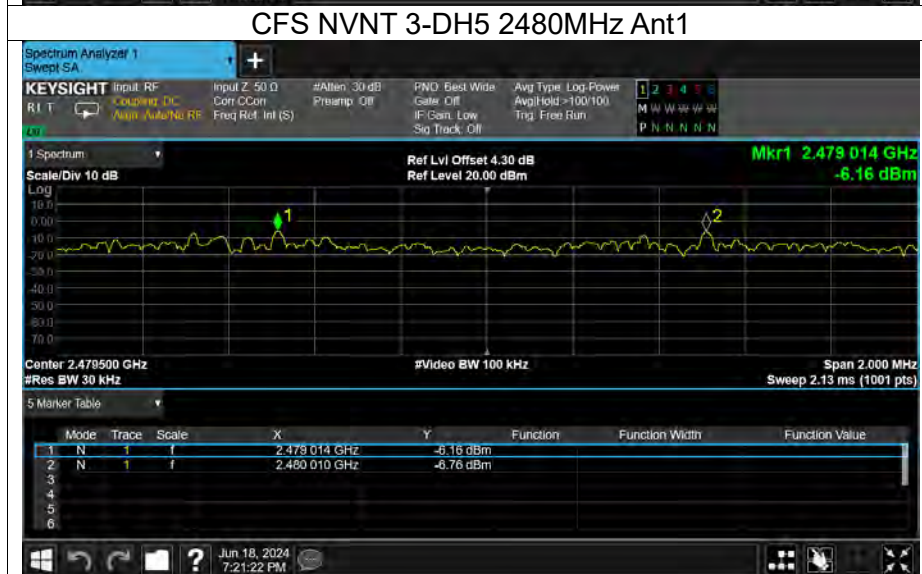 CFS NVNT 3-DH5 2480MHz Ant1
Spectrum Analyzer 1
Swept SA
+
KEYSIGHT Input: RF Input Z: 50 Ω #Atten: 30 dB PNO: Best Wide Avg Type: Log-Power 1 2 3 4 5 6
RLT Coupling: DC Corr CCorr Preamp: Off Gate: Off Avg|Hold:>100/100 M W W W W W
Align: Auto/No RF Freq Ref: Int (S) IF Gain: Low Trig: Free Run
Sig Track: Off P N N N N N
1 Spectrum Ref Lvl Offset 4.30 dB Mkr1 2.479 014 GHz
Scale/Div 10 dB Ref Level 20.00 dBm -6.16 dBm
Log
10.0
0.00
-10.0
-20.0
-30.0
-40.0
-50.0
-60.0
-70.0
1
2
Center 2.479500 GHz #Video BW 100 kHz Span 2.000 MHz
#Res BW 30 kHz Sweep 2.13 ms (1001 pts)
5 Marker Table
Mode Trace Scale X Y Function Function Width Function Value
1 N 1 f 2.479 014 GHz -6.16 dBm
2 N 1 f 2.480 010 GHz -6.76 dBm
3
4
5
6
? Jun 18, 2024
7:21:22 PM